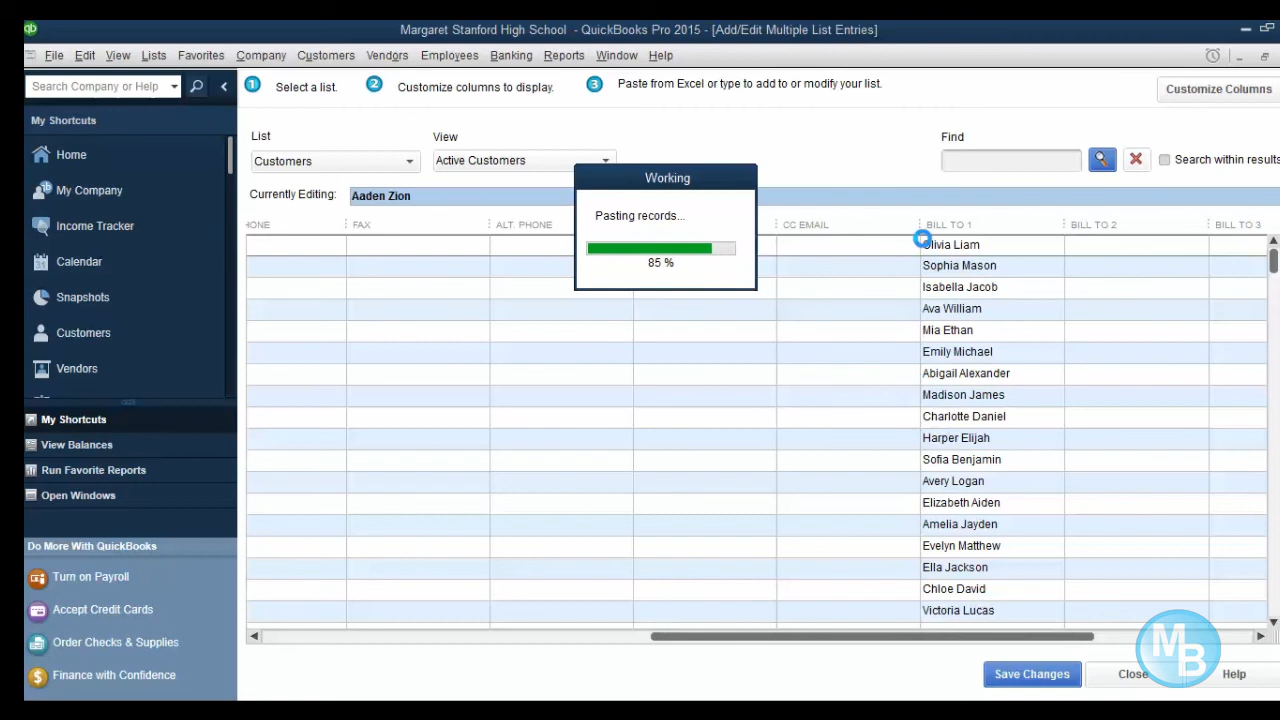 Margaret Stanford High School - QuickBooks Pro 2015 - [Add/Edit Multiple List Entries]
File Edit View Lists Favorites Company Customers Vendors Employees Banking Reports Window Help
Search Company or Help
1 Select a list. 2 Customize columns to display. 3 Paste from Excel or type to add to or modify your list.
Customize Columns
My Shortcuts
Home
My Company
Income Tracker
Calendar
Snapshots
Customers
Vendors
My Shortcuts
View Balances
Run Favorite Reports
Open Windows
Do More With QuickBooks
Turn on Payroll
Accept Credit Cards
Order Checks & Supplies
Finance with Confidence
List View Find
Customers Active Customers Search within results
Currently Editing: Aaden Zion
Working
Pasting records...
85 %
HONE FAX ALT. PHONE CC EMAIL BILL TO 1 BILL TO 2 BILL TO 3
Olivia Liam
Sophia Mason
Isabella Jacob
Ava William
Mia Ethan
Emily Michael
Abigail Alexander
Madison James
Charlotte Daniel
Harper Elijah
Sofia Benjamin
Avery Logan
Elizabeth Aiden
Amelia Jayden
Evelyn Matthew
Ella Jackson
Chloe David
Victoria Lucas
Save Changes Close Help
MB